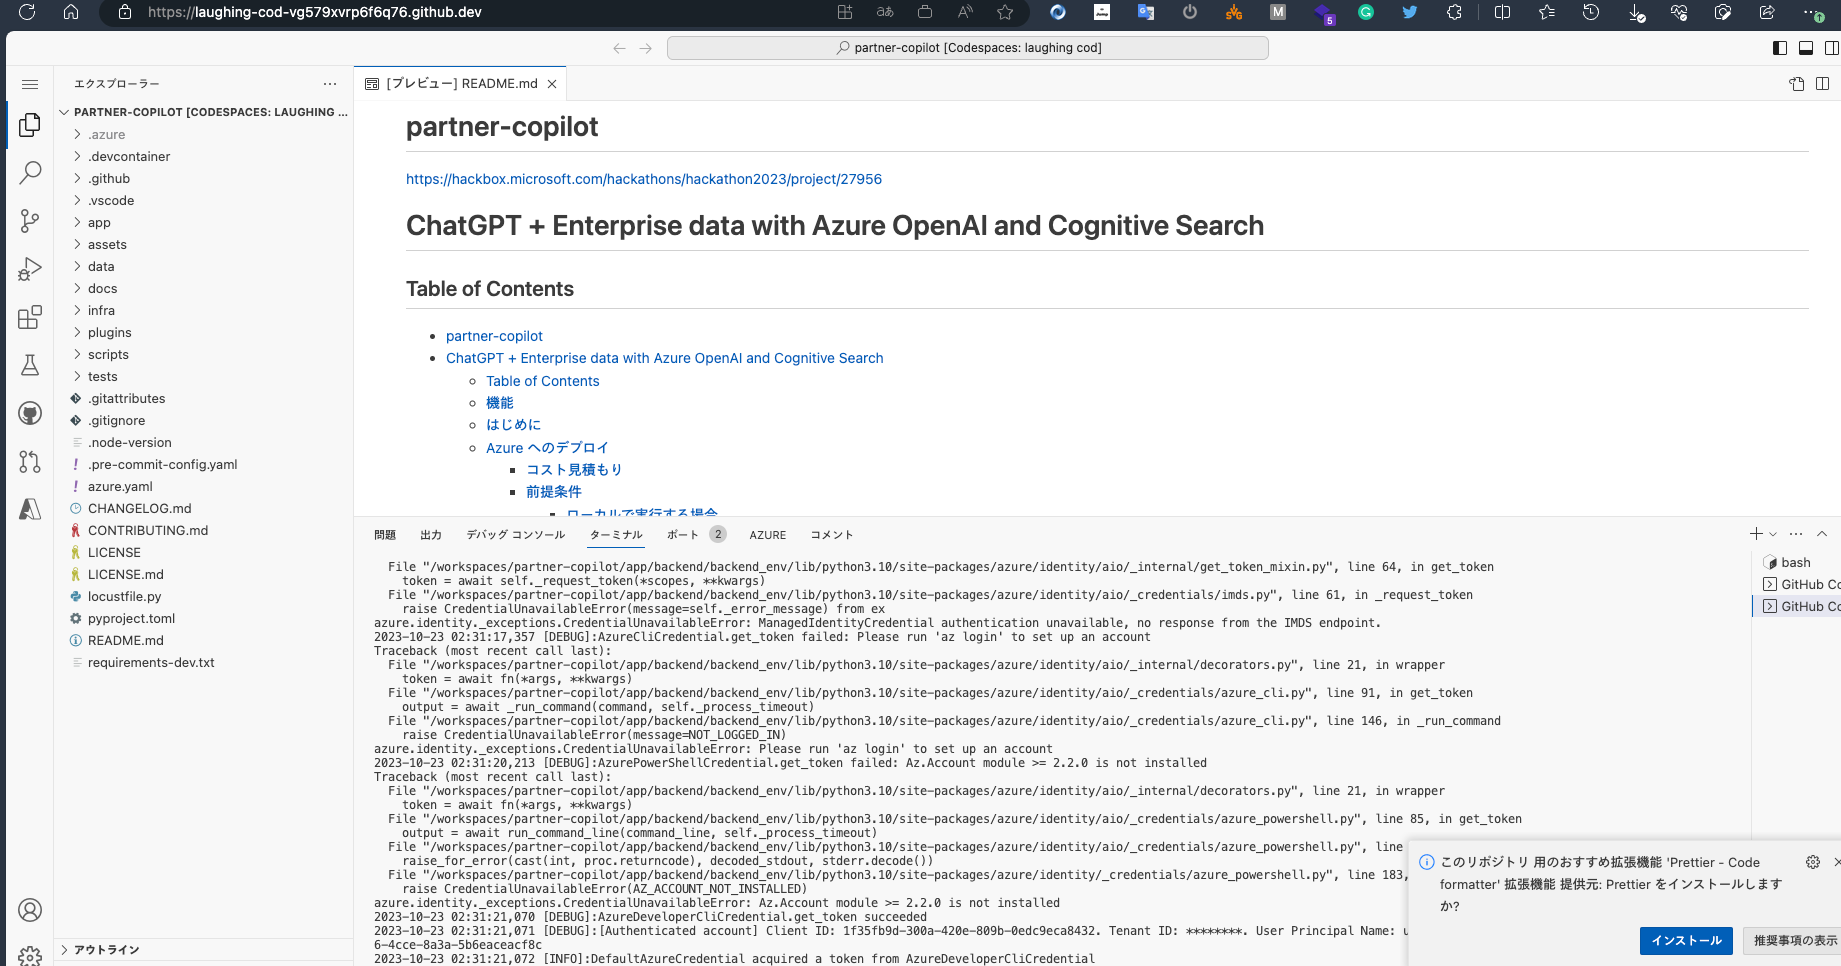 https://laughing-cod-vg579xvrp6f6q76.github.dev
partner-copilot [Codespaces: laughing cod]
エクスプローラー
PARTNER-COPILOT [CODESPACES: LAUGHING ...
.azure
.devcontainer
.github
.vscode
app
assets
data
docs
infra
plugins
scripts
tests
.gitattributes
.gitignore
.node-version
.pre-commit-config.yaml
azure.yaml
CHANGELOG.md
CONTRIBUTING.md
LICENSE
LICENSE.md
locustfile.py
pyproject.toml
README.md
requirements-dev.txt
アウトライン
[プレビュー] README.md
partner-copilot
https://hackbox.microsoft.com/hackathons/hackathon2023/project/27956
ChatGPT + Enterprise data with Azure OpenAI and Cognitive Search
Table of Contents
partner-copilot
ChatGPT + Enterprise data with Azure OpenAI and Cognitive Search
Table of Contents
機能
はじめに
Azure へのデプロイ
コスト見積もり
前提条件
ローカルで実行する場合
問題 出力 デバッグ コンソール ターミナル ポート 2 AZURE コメント
File "/workspaces/partner-copilot/app/backend/backend_env/lib/python3.10/site-packages/azure/identity/aio/_internal/get_token_mixin.py", line 64, in get_token
token = await self._request_token(*scopes, **kwargs)
File "/workspaces/partner-copilot/app/backend/backend_env/lib/python3.10/site-packages/azure/identity/aio/_credentials/imds.py", line 61, in _request_token
raise CredentialUnavailableError(message=self._error_message) from ex
azure.identity._exceptions.CredentialUnavailableError: ManagedIdentityCredential authentication unavailable, no response from the IMDS endpoint.
2023-10-23 02:31:17,357 [DEBUG]:AzureCliCredential.get_token failed: Please run 'az login' to set up an account
Traceback (most recent call last):
File "/workspaces/partner-copilot/app/backend/backend_env/lib/python3.10/site-packages/azure/identity/aio/_internal/decorators.py", line 21, in wrapper
token = await fn(*args, **kwargs)
File "/workspaces/partner-copilot/app/backend/backend_env/lib/python3.10/site-packages/azure/identity/aio/_credentials/azure_cli.py", line 91, in get_token
output = await _run_command(command, self._process_timeout)
File "/workspaces/partner-copilot/app/backend/backend_env/lib/python3.10/site-packages/azure/identity/aio/_credentials/azure_cli.py", line 146, in _run_command
raise CredentialUnavailableError(message=NOT_LOGGED_IN)
azure.identity._exceptions.CredentialUnavailableError: Please run 'az login' to set up an account
2023-10-23 02:31:20,213 [DEBUG]:AzurePowerShellCredential.get_token failed: Az.Account module >= 2.2.0 is not installed
Traceback (most recent call last):
File "/workspaces/partner-copilot/app/backend/backend_env/lib/python3.10/site-packages/azure/identity/aio/_internal/decorators.py", line 21, in wrapper
token = await fn(*args, **kwargs)
File "/workspaces/partner-copilot/app/backend/backend_env/lib/python3.10/site-packages/azure/identity/aio/_credentials/azure_powershell.py", line 85, in get_token
output = await run_command_line(command_line, self._process_timeout)
File "/workspaces/partner-copilot/app/backend/backend_env/lib/python3.10/site-packages/azure/identity/aio/_credentials/azure_powershell.py", line
raise_for_error(cast(int, proc.returncode), decoded_stdout, stderr.decode())
File "/workspaces/partner-copilot/app/backend/backend_env/lib/python3.10/site-packages/azure/identity/_credentials/azure_powershell.py", line 183,
raise CredentialUnavailableError(AZ_ACCOUNT_NOT_INSTALLED)
azure.identity._exceptions.CredentialUnavailableError: Az.Account module >= 2.2.0 is not installed
2023-10-23 02:31:21,070 [DEBUG]:AzureDeveloperCliCredential.get_token succeeded
2023-10-23 02:31:21,071 [DEBUG]:[Authenticated account] Client ID: 1f35fb9d-300a-420e-809b-0edc9eca8432. Tenant ID: ********. User Principal Name: u
6-4cce-8a3a-5b6eaceacf8c
2023-10-23 02:31:21,072 [INFO]:DefaultAzureCredential acquired a token from AzureDeveloperCliCredential
bash
GitHub Co
GitHub Co
このリポジトリ 用のおすすめ拡張機能 'Prettier - Code
formatter' 拡張機能 提供元: Prettier をインストールします
か?
インストール
推奨事項の表示